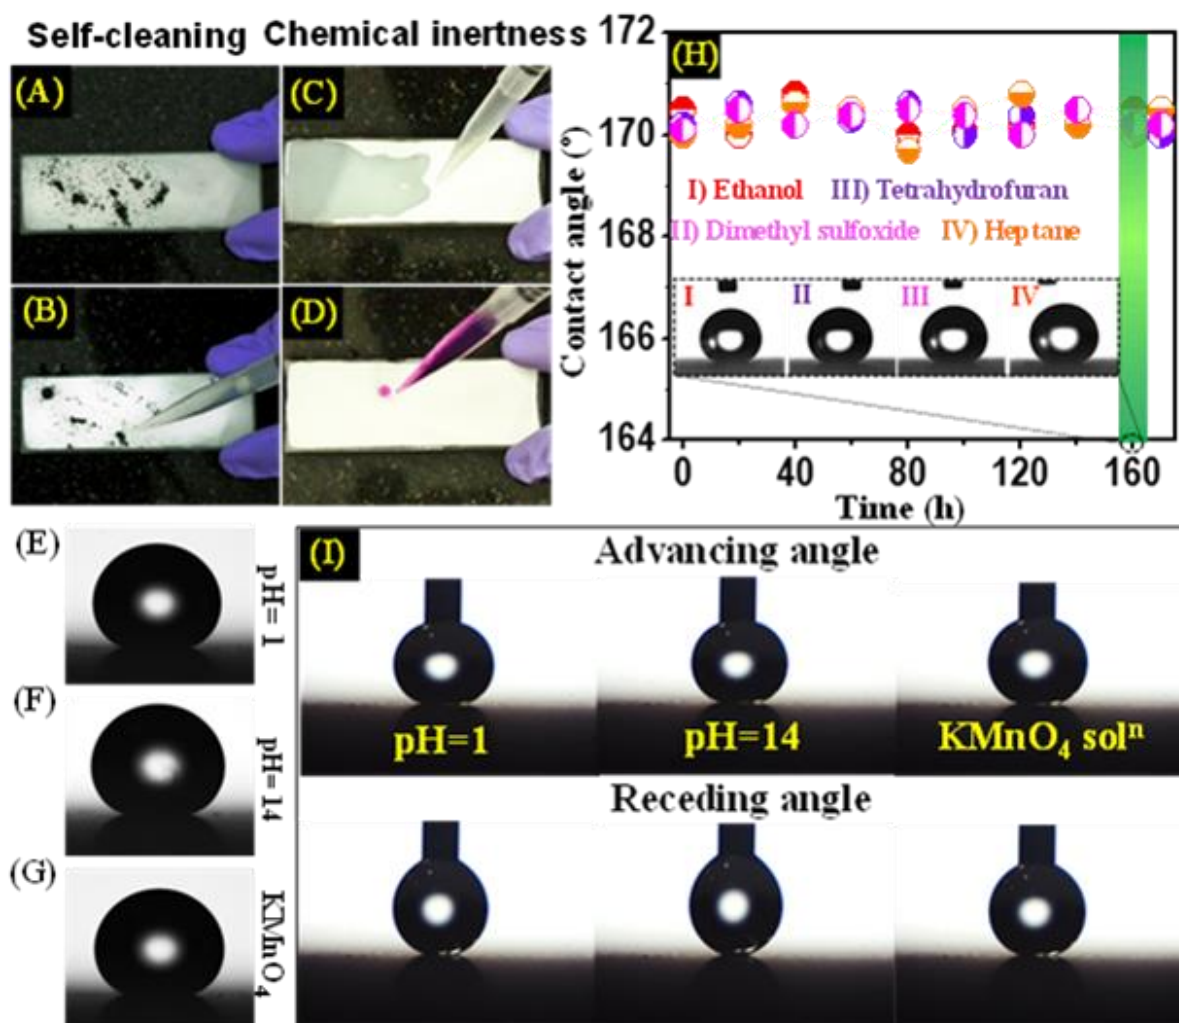 Self-cleaning
Chemical inertness
(A)
(C)
(B)
(D)
(H)
172
170
168
166
164
Contact angle (°)
I) Ethanol III) Tetrahydrofuran
II) Dimethyl sulfoxide IV) Heptane
I II III IV
0 40 80 120 160
Time (h)
(E)
pH= 1
(F)
pH=14
(G)
KMnO₄
(I)
Advancing angle
pH=1 pH=14 KMnO₄ solⁿ
Receding angle